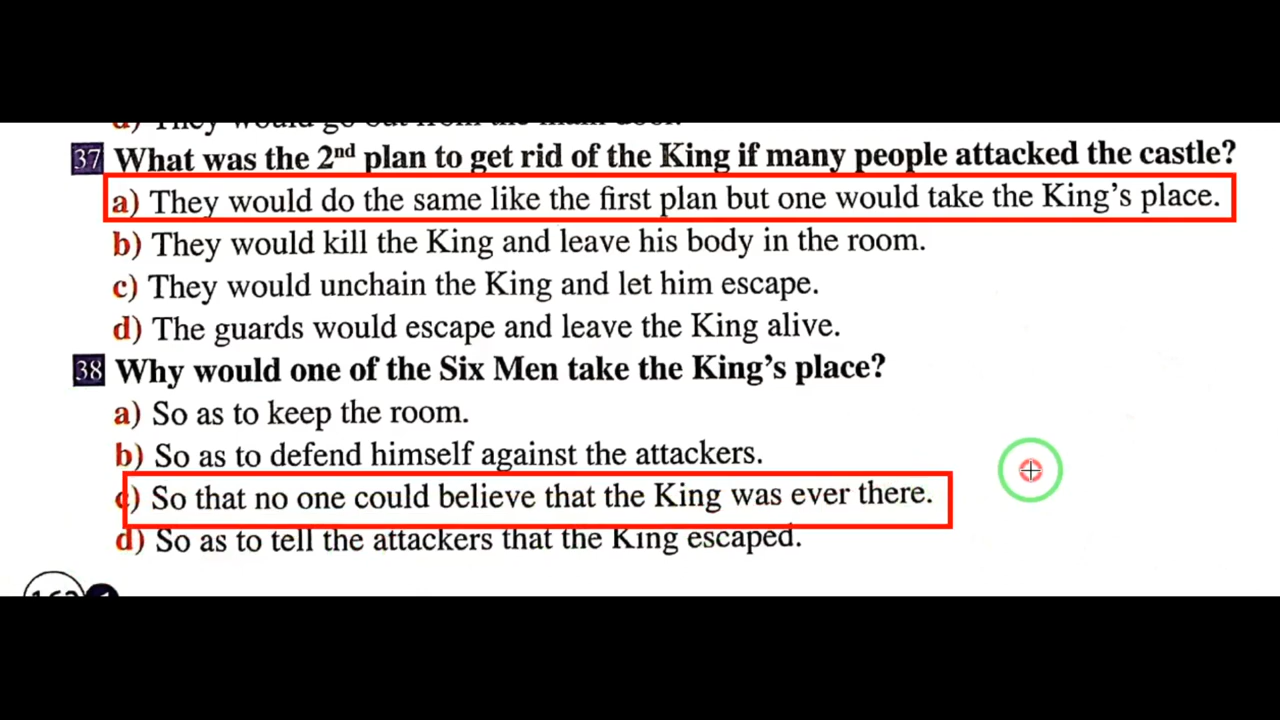 37 What was the 2nd plan to get rid of the King if many people attacked the castle?
a) They would do the same like the first plan but one would take the King's place.
b) They would kill the King and leave his body in the room.
c) They would unchain the King and let him escape.
d) The guards would escape and leave the King alive.
38 Why would one of the Six Men take the King's place?
a) So as to keep the room.
b) So as to defend himself against the attackers.
c) So that no one could believe that the King was ever there.
d) So as to tell the attackers that the King escaped.